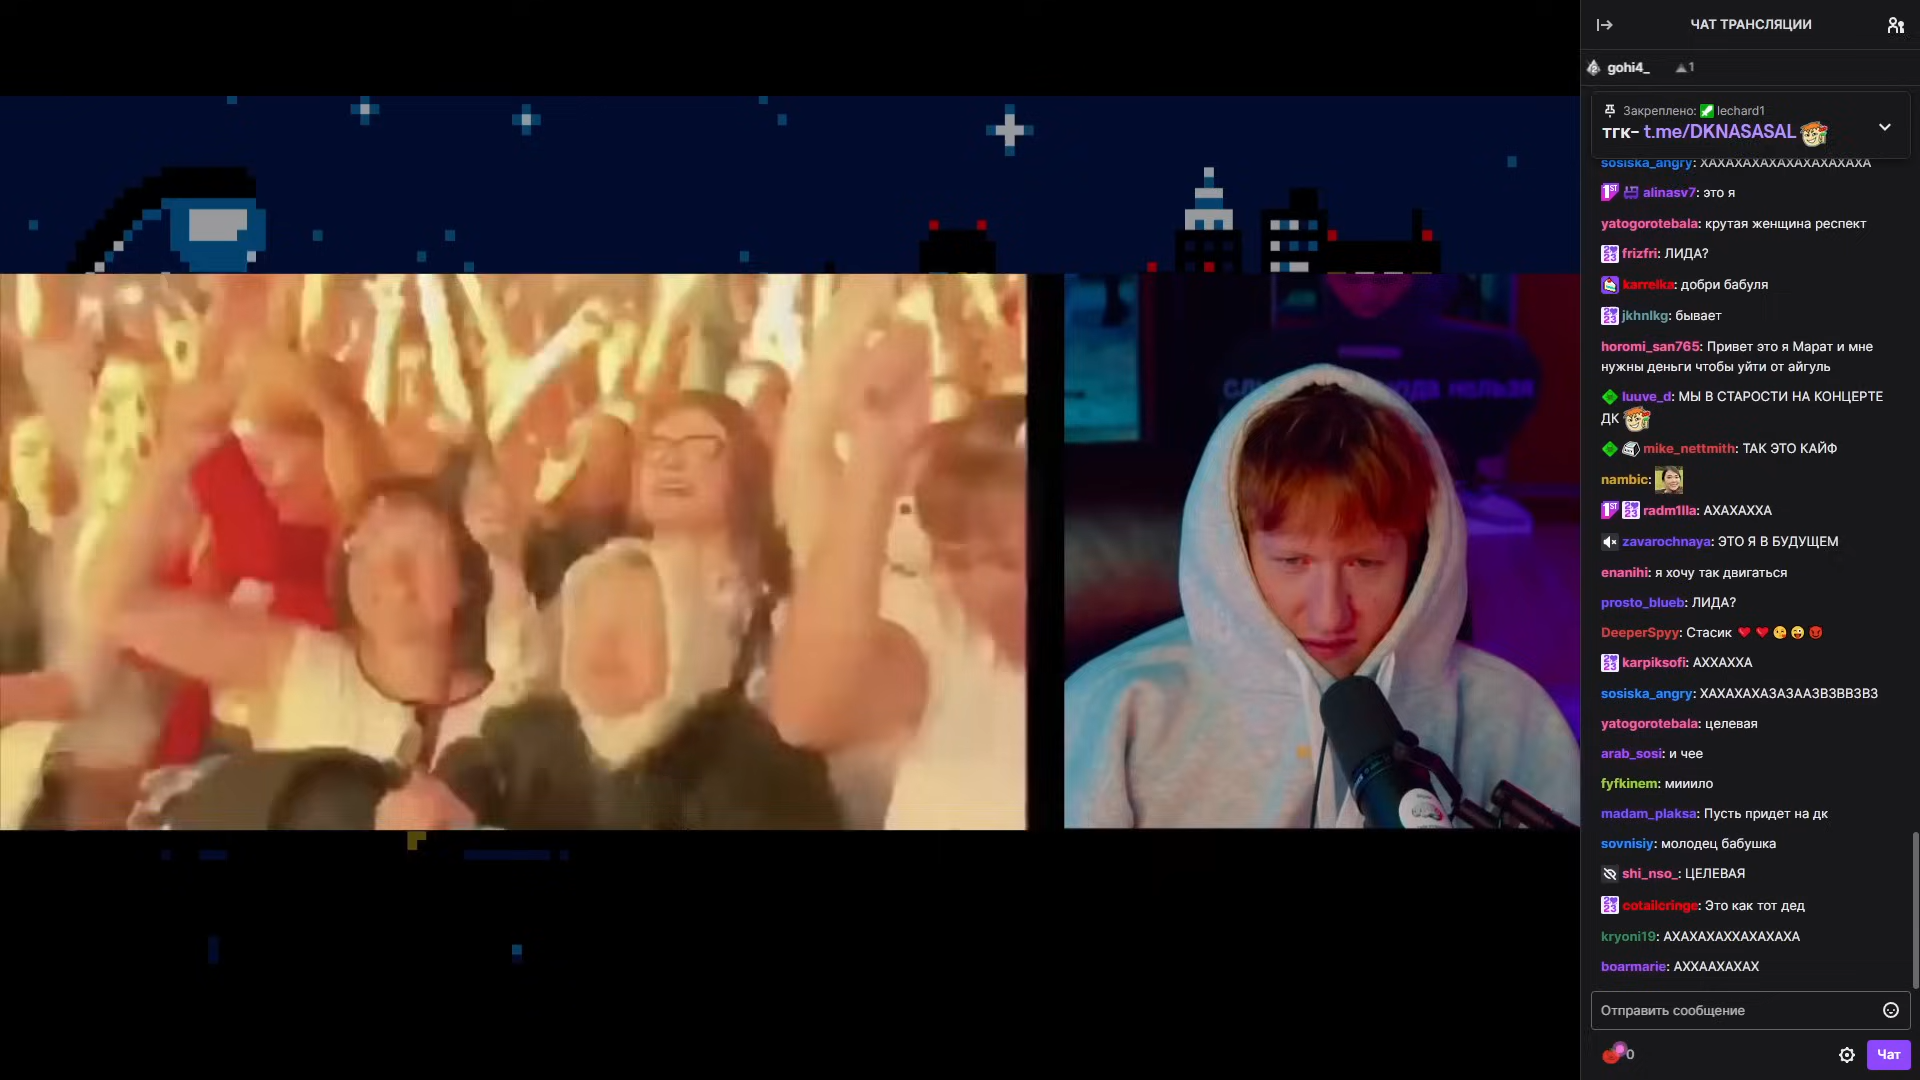 ЧАТ ТРАНСЛЯЦИИ
gohi4_ 1
Закреплено: lechard1
тгк- t.me/DKNASASAL
sosiska_angry: ХАХАХАХАХАХАХАХАХАХА
alinasv7: это я
yatogorotebala: крутая женщина респект
frizfri: ЛИДА?
karrelka: добри бабуля
jkhnlkg: бывает
horomi_san765: Привет это я Марат и мне
нужны деньги чтобы уйти от айгуль
luuve_d: МЫ В СТАРОСТИ НА КОНЦЕРТЕ
ДК
mike_nettmith: ТАК ЭТО КАЙФ
nambic:
radm1lla: АХАХАХХА
zavarochnaya: ЭТО Я В БУДУЩЕМ
enanihi: я хочу так двигаться
prosto_blueb: ЛИДА?
DeeperSpyy: Стасик
karpiksofi: АХХАХХА
sosiska_angry: ХАХАХАХАЗАЗААЗВЗВВЗВЗ
yatogorotebala: целевая
arab_sosi: и чее
fyfkinem: мииило
madam_plaksa: Пусть придет на дк
sovnisiy: молодец бабушка
shi_nso_: ЦЕЛЕВАЯ
cotailcringe: Это как тот дед
kryoni19: АХАХАХАХХАХАХАХА
boarmarie: АХХААХАХАХ
Отправить сообщение
0
Чат